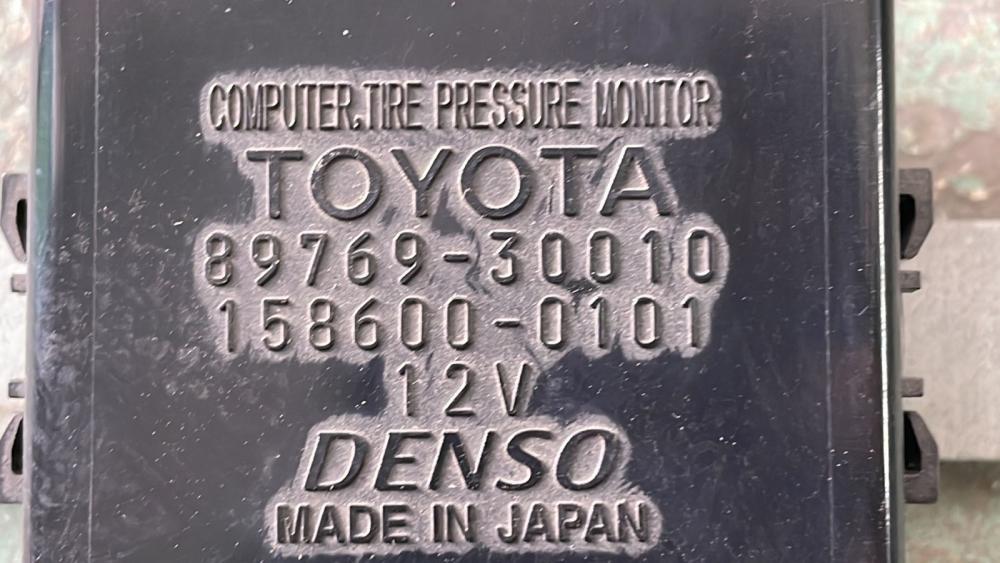 COMPUTER,TIRE PRESSURE MONITOR
TOYOTA
89769-30010
158600-0101
12V
DENSO
MADE IN JAPAN